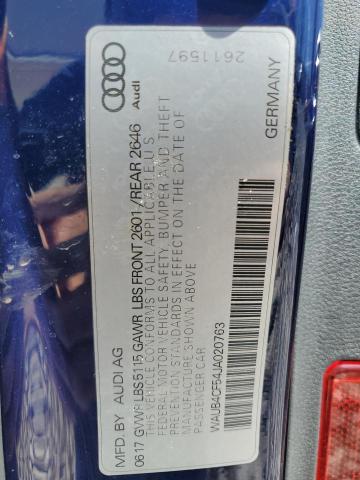 Audi
2611597
GERMANY
MFD. BY AUDI AG
0617 GVWR LBS 5115 GAWR LBS FRONT 2601 /REAR 2646
THIS VEHICLE CONFORMS TO ALL APPLICABLE U.S.
FEDERAL MOTOR VEHICLE SAFETY, BUMPER AND THEFT
PREVENTION STANDARDS IN EFFECT ON THE DATE OF
MANUFACTURE SHOWN ABOVE
PASSENGER CAR
WAUB4CF54JA020763